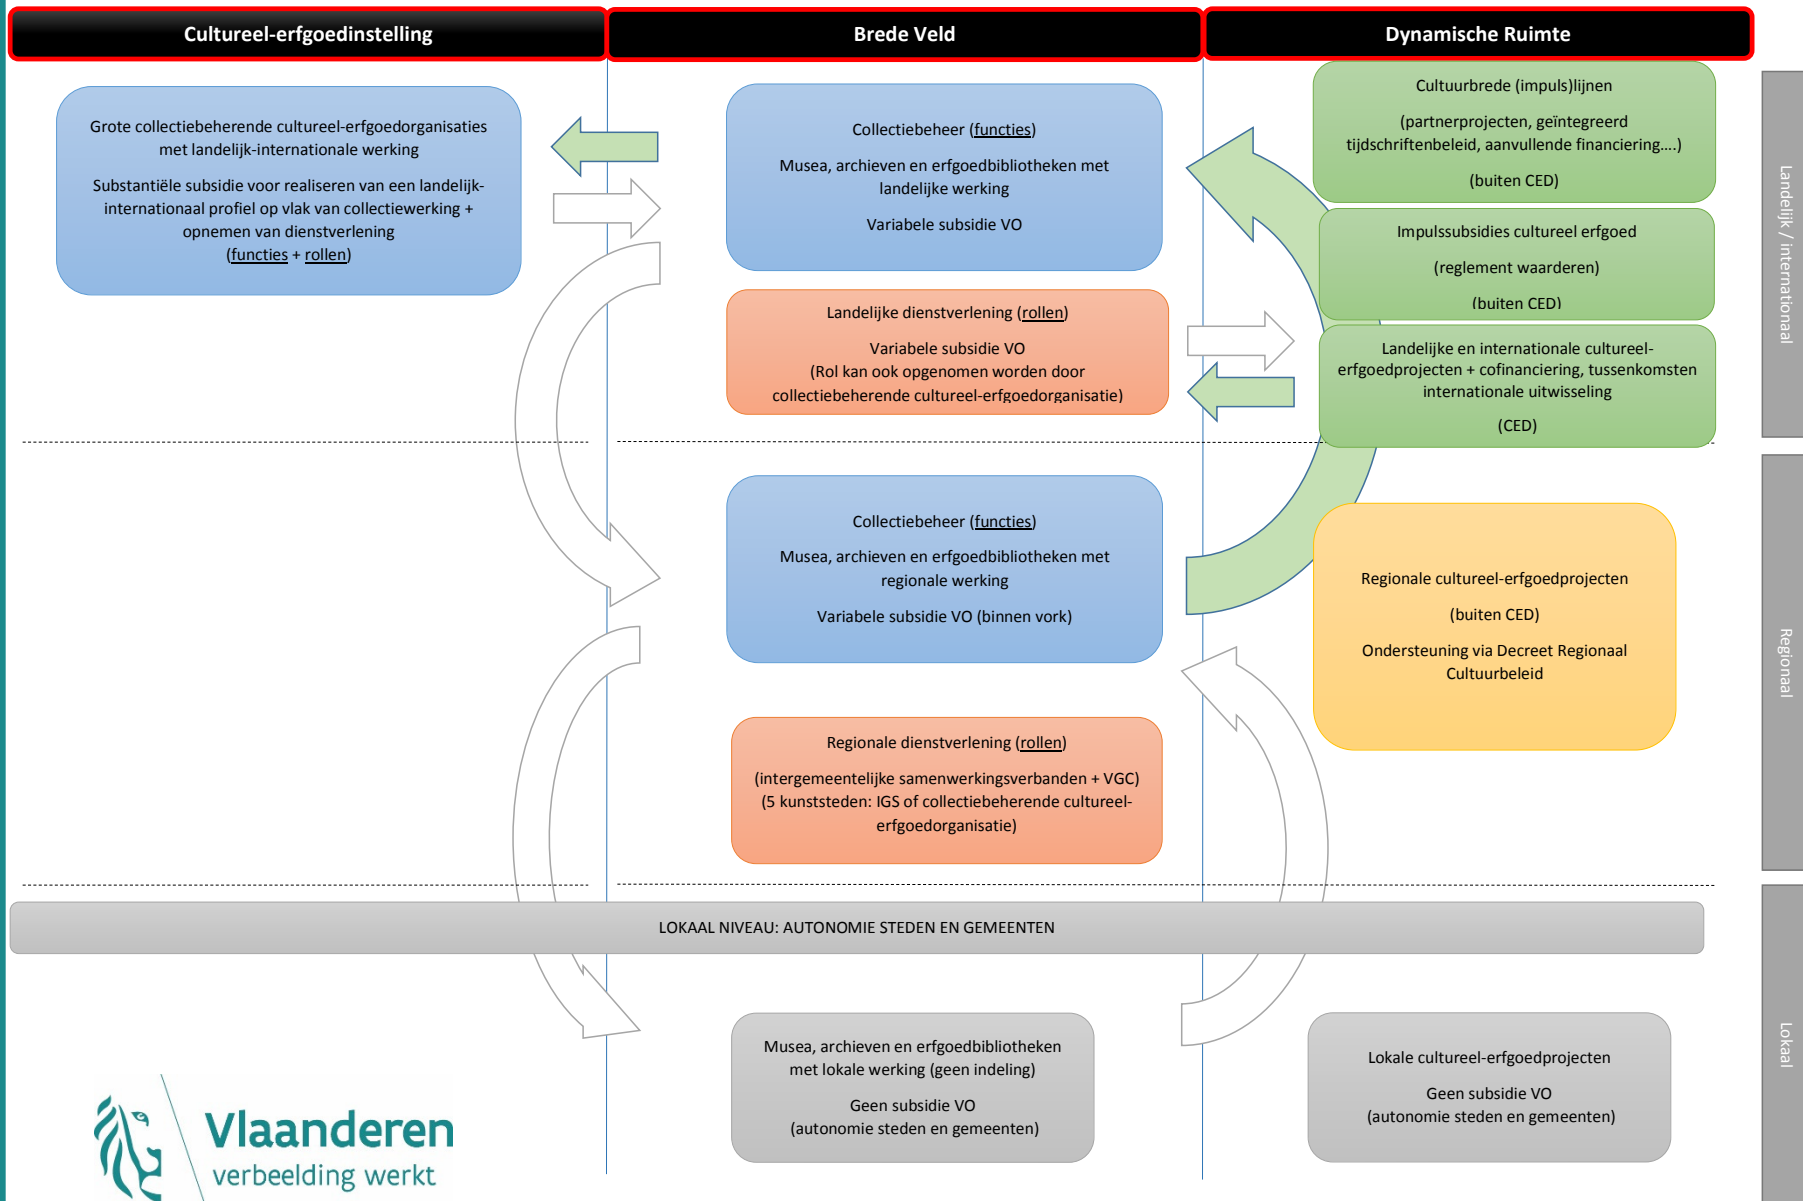 Cultureel-erfgoedinstelling
Brede Veld
Dynamische Ruimte
Grote collectiebeherende cultureel-erfgoedorganisaties
met landelijk-internationale werking
Substantiële subsidie voor realiseren van een landelijk-
internationaal profiel op vlak van collectiewerking +
opnemen van dienstverlening
(functies + rollen)
Collectiebeheer (functies)
Musea, archieven en erfgoedbibliotheken met
landelijke werking
Variabele subsidie VO
Landelijke dienstverlening (rollen)
Variabele subsidie VO
(Rol kan ook opgenomen worden door
collectiebeherende cultureel-erfgoedorganisatie)
Cultuurbrede (impuls)lijnen
(partnerprojecten, geïntegreerd
tijdschriftenbeleid, aanvullende financiering....)
(buiten CED)
Impulssubsidies cultureel erfgoed
(reglement waarderen)
(buiten CED)
Landelijke en internationale cultureel-
erfgoedprojecten + cofinanciering, tussenkomsten
internationale uitwisseling
(CED)
Landelijk / internationaal
Collectiebeheer (functies)
Musea, archieven en erfgoedbibliotheken met
regionale werking
Variabele subsidie VO (binnen vork)
Regionale dienstverlening (rollen)
(intergemeentelijke samenwerkingsverbanden + VGC)
(5 kunststeden: IGS of collectiebeherende cultureel-
erfgoedorganisatie)
Regionale cultureel-erfgoedprojecten
(buiten CED)
Ondersteuning via Decreet Regionaal
Cultuurbeleid
Regionaal
LOKAAL NIVEAU: AUTONOMIE STEDEN EN GEMEENTEN
Musea, archieven en erfgoedbibliotheken
met lokale werking (geen indeling)
Geen subsidie VO
(autonomie steden en gemeenten)
Lokale cultureel-erfgoedprojecten
Geen subsidie VO
(autonomie steden en gemeenten)
Lokaal
Vlaanderen
verbeelding werkt